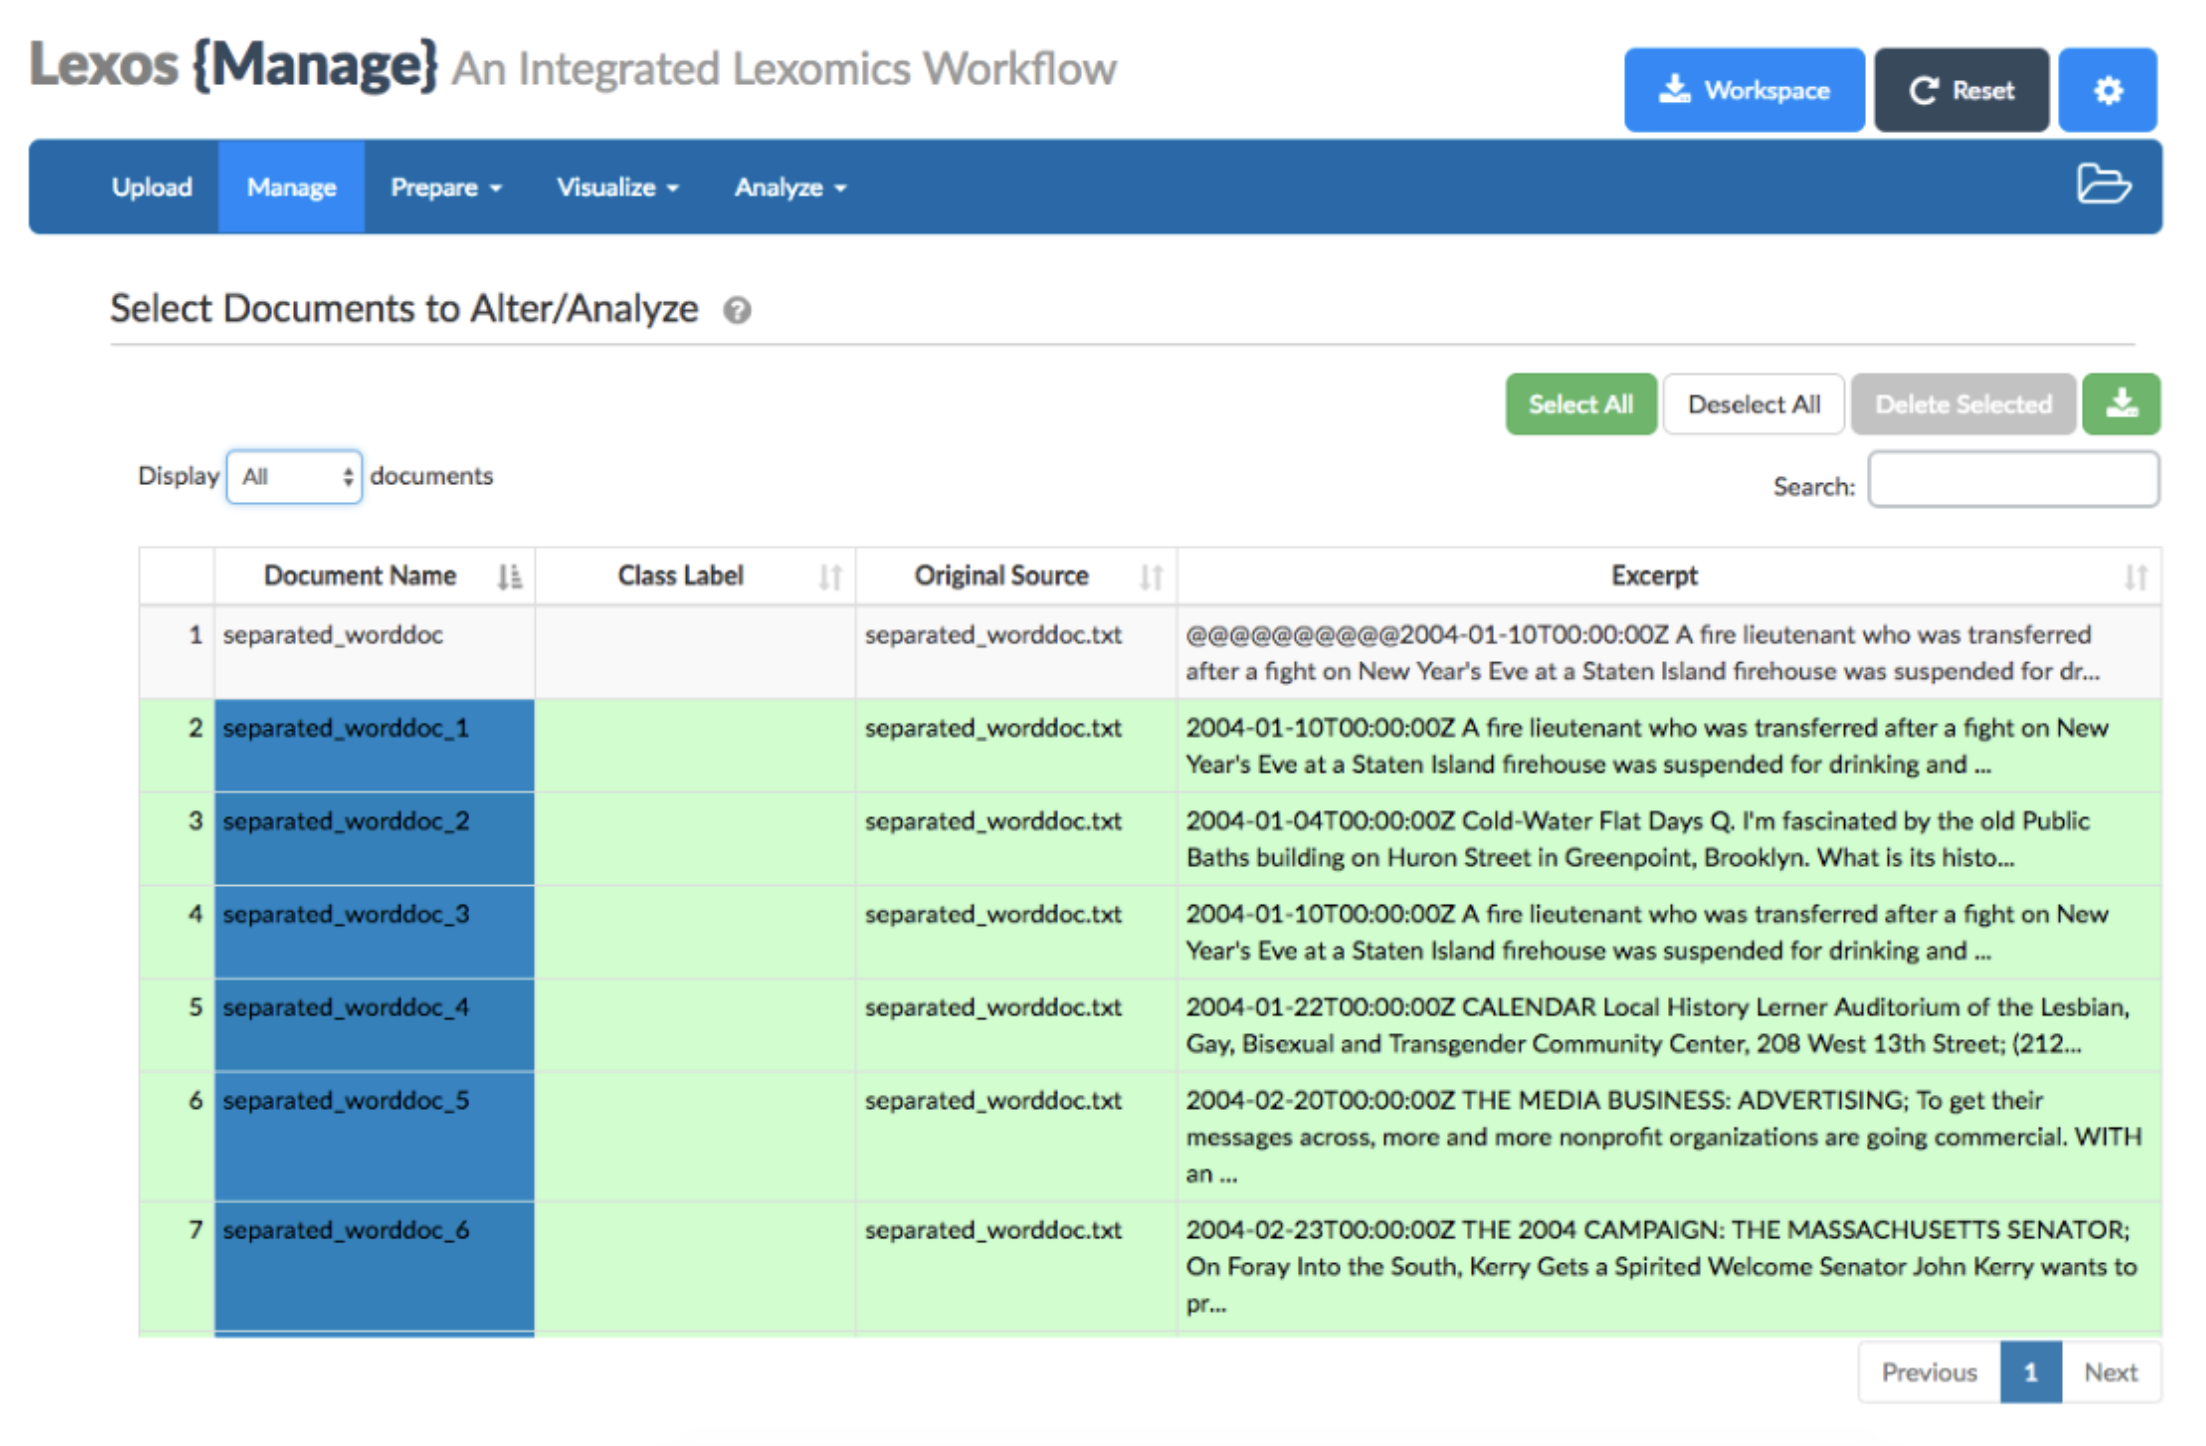 Lexos {Manage} An Integrated Lexomics Workflow
Workspace
Reset
Upload Manage Prepare Visualize Analyze
Select Documents to Alter/Analyze ?
Select All Deselect All Delete Selected
Display All documents
Search:
Document Name Class Label Original Source Excerpt
1 separated_worddoc separated_worddoc.txt @@@@@@@@@@2004-01-10T00:00:00Z A fire lieutenant who was transferred
after a fight on New Year's Eve at a Staten Island firehouse was suspended for dr...
2 separated_worddoc_1 separated_worddoc.txt 2004-01-10T00:00:00Z A fire lieutenant who was transferred after a fight on New
Year's Eve at a Staten Island firehouse was suspended for drinking and ...
3 separated_worddoc_2 separated_worddoc.txt 2004-01-04T00:00:00Z Cold-Water Flat Days Q. I'm fascinated by the old Public
Baths building on Huron Street in Greenpoint, Brooklyn. What is its histo...
4 separated_worddoc_3 separated_worddoc.txt 2004-01-10T00:00:00Z A fire lieutenant who was transferred after a fight on New
Year's Eve at a Staten Island firehouse was suspended for drinking and ...
5 separated_worddoc_4 separated_worddoc.txt 2004-01-22T00:00:00Z CALENDAR Local History Lerner Auditorium of the Lesbian,
Gay, Bisexual and Transgender Community Center, 208 West 13th Street; (212...
6 separated_worddoc_5 separated_worddoc.txt 2004-02-20T00:00:00Z THE MEDIA BUSINESS: ADVERTISING; To get their
messages across, more and more nonprofit organizations are going commercial. WITH
an ...
7 separated_worddoc_6 separated_worddoc.txt 2004-02-23T00:00:00Z THE 2004 CAMPAIGN: THE MASSACHUSETTS SENATOR;
On Foray Into the South, Kerry Gets a Spirited Welcome Senator John Kerry wants to
pr...
Previous 1 Next